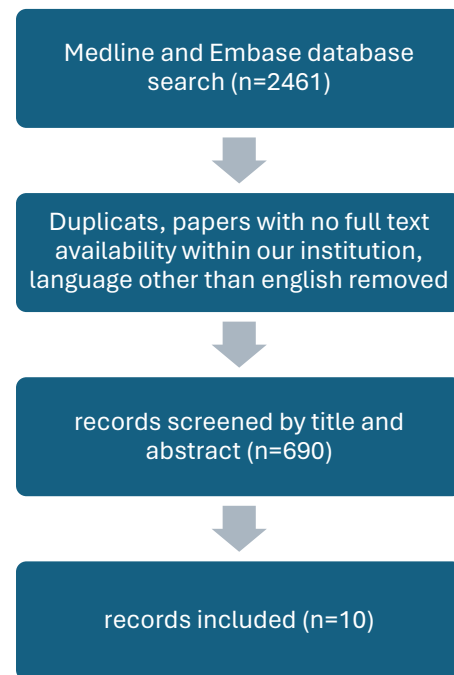 Medline and Embase database
search (n=2461)
Duplicats, papers with no full text
availability within our institution,
language other than english removed
records screened by title and
abstract (n=690)
records included (n=10)